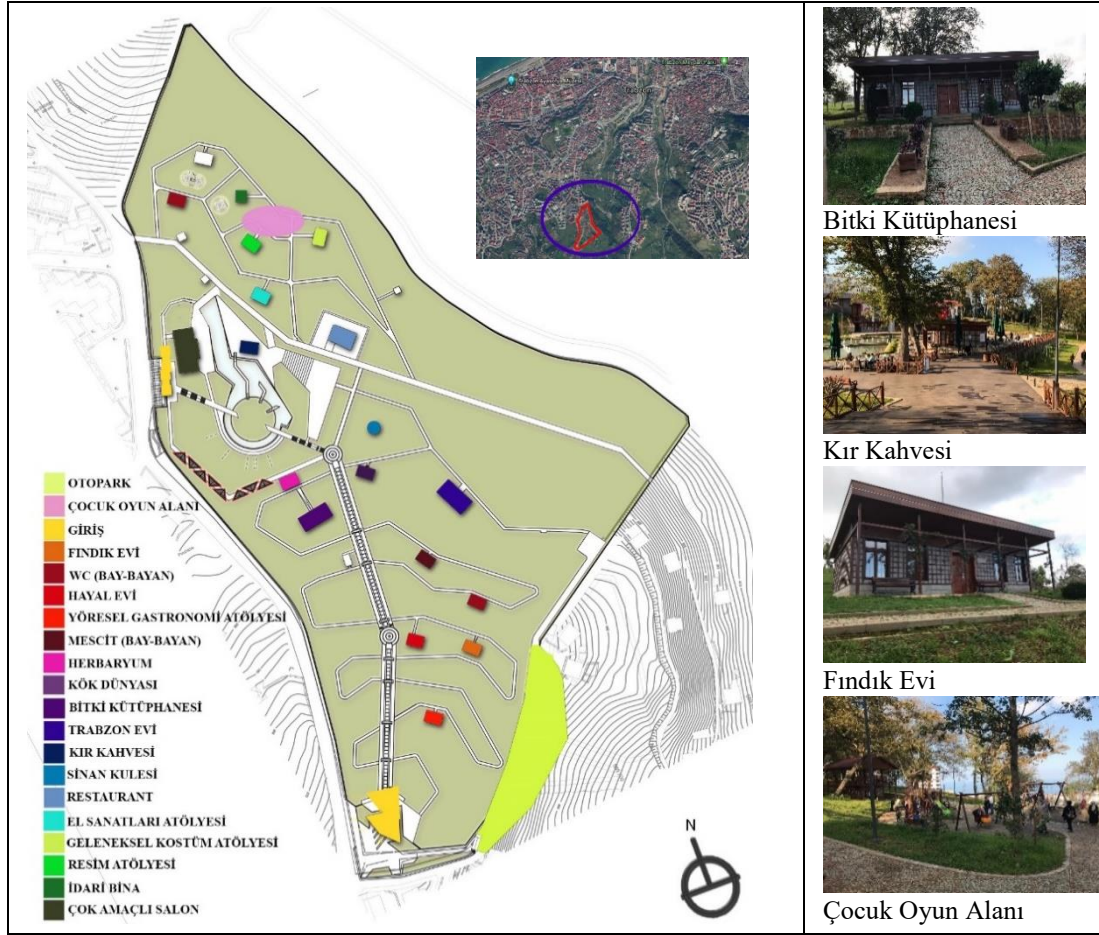 OTOPARK
ÇOCUK OYUN ALANI
GİRİŞ
FINDIK EVİ
WC (BAY-BAYAN)
HAYAL EVİ
YÖRESEL GASTRONOMİ ATÖLYESİ
MESCİT (BAY-BAYAN)
HERBARYUM
KÖK DÜNYASI
BİTKİ KÜTÜPHANESİ
TRABZON EVİ
KIR KAHVESİ
SİNAN KULESİ
RESTAURANT
EL SANATLARI ATÖLYESİ
GELENEKSEL KOSTÜM ATÖLYESİ
RESİM ATÖLYESİ
İDARİ BİNA
ÇOK AMAÇLI SALON
N
Bitki Kütüphanesi
Kır Kahvesi
Fındık Evi
Çocuk Oyun Alanı